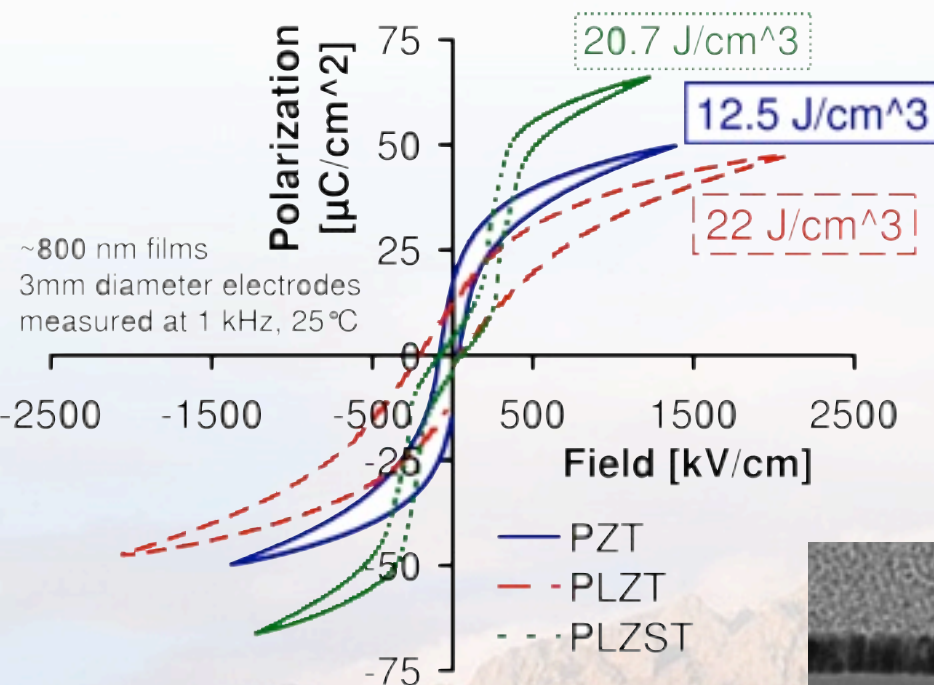 Polarization
[µC/cm^2]
75
50
25
0
-25
-50
-75
20.7 J/cm^3
12.5 J/cm^3
22 J/cm^3
~800 nm films
3mm diameter electrodes
measured at 1 kHz, 25°C
-2500 -1500 -500 500 1500 2500
Field [kV/cm]
PZT
PLZT
PLZST